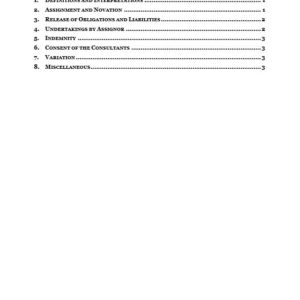 1. Definitions and Interpretations 1
2. Assignment and Novation 1
3. Release of Obligations and Liabilities 2
4. Undertakings by Assignor 2
5. Indemnity 3
6. Consent of the Consultants 3
7. Variation 3
8. Miscellaneous 3